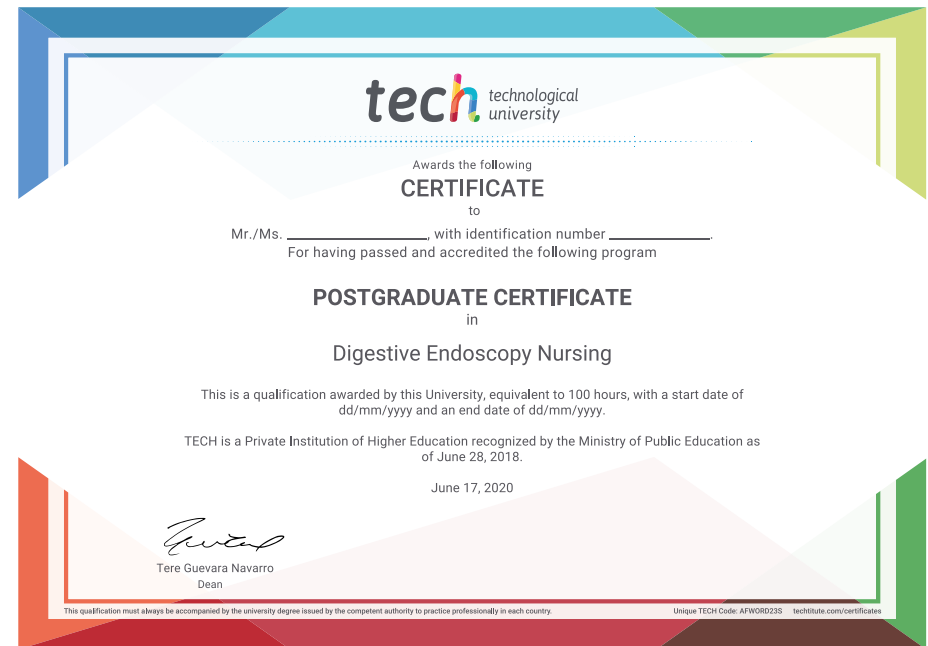 tech technological
university
Awards the following
CERTIFICATE
to
Mr./Ms. ____________________, with identification number ______________.
For having passed and accredited the following program
POSTGRADUATE CERTIFICATE
in
Digestive Endoscopy Nursing
This is a qualification awarded by this University, equivalent to 100 hours, with a start date of
dd/mm/yyyy and an end date of dd/mm/yyyy.
TECH is a Private Institution of Higher Education recognized by the Ministry of Public Education as
of June 28, 2018.
June 17, 2020
Tere Guevara Navarro
Dean
This qualification must always be accompanied by the university degree issued by the competent authority to practice professionally in each country.
Unique TECH Code: AFWORD23S techtitute.com/certificates